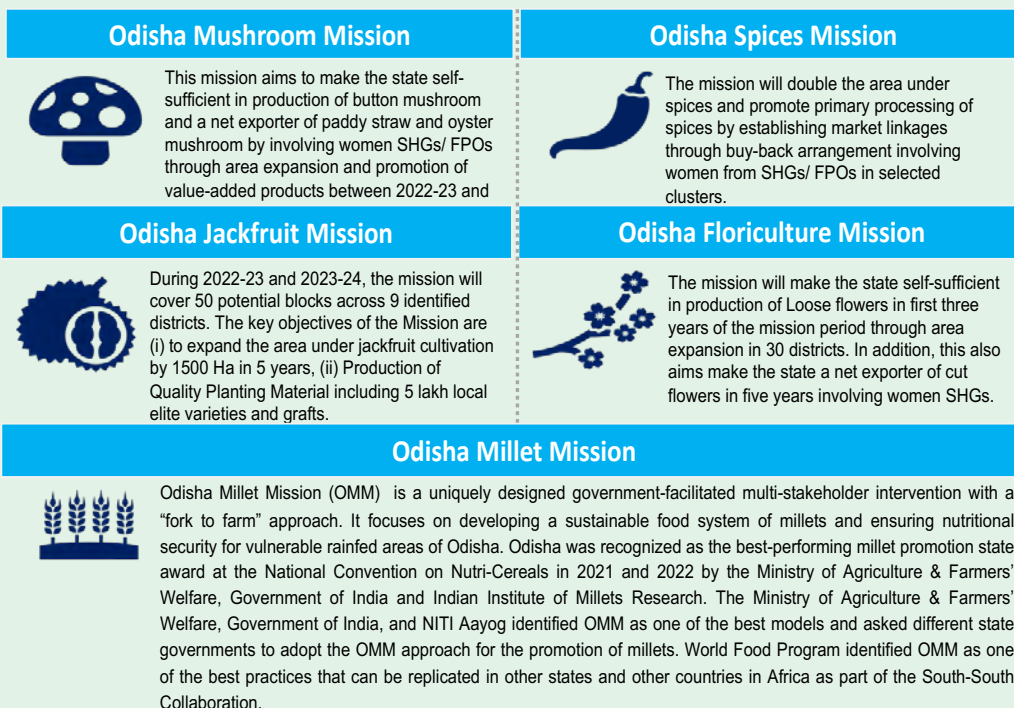 Odisha Mushroom Mission
This mission aims to make the state self-
sufficient in production of button mushroom
and a net exporter of paddy straw and oyster
mushroom by involving women SHGs/ FPOs
through area expansion and promotion of
value-added products between 2022-23 and
Odisha Spices Mission
The mission will double the area under
spices and promote primary processing of
spices by establishing market linkages
through buy-back arrangement involving
women from SHGs/ FPOs in selected
clusters.
Odisha Jackfruit Mission
During 2022-23 and 2023-24, the mission will
cover 50 potential blocks across 9 identified
districts. The key objectives of the Mission are
(i) to expand the area under jackfruit cultivation
by 1500 Ha in 5 years, (ii) Production of
Quality Planting Material including 5 lakh local
elite varieties and grafts.
Odisha Floriculture Mission
The mission will make the state self-sufficient
in production of Loose flowers in first three
years of the mission period through area
expansion in 30 districts. In addition, this also
aims make the state a net exporter of cut
flowers in five years involving women SHGs.
Odisha Millet Mission
Odisha Millet Mission (OMM) is a uniquely designed government-facilitated multi-stakeholder intervention with a
“fork to farm” approach. It focuses on developing a sustainable food system of millets and ensuring nutritional
security for vulnerable rainfed areas of Odisha. Odisha was recognized as the best-performing millet promotion state
award at the National Convention on Nutri-Cereals in 2021 and 2022 by the Ministry of Agriculture & Farmers’
Welfare, Government of India and Indian Institute of Millets Research. The Ministry of Agriculture & Farmers’
Welfare, Government of India, and NITI Aayog identified OMM as one of the best models and asked different state
governments to adopt the OMM approach for the promotion of millets. World Food Program identified OMM as one
of the best practices that can be replicated in other states and other countries in Africa as part of the South-South
Collaboration.